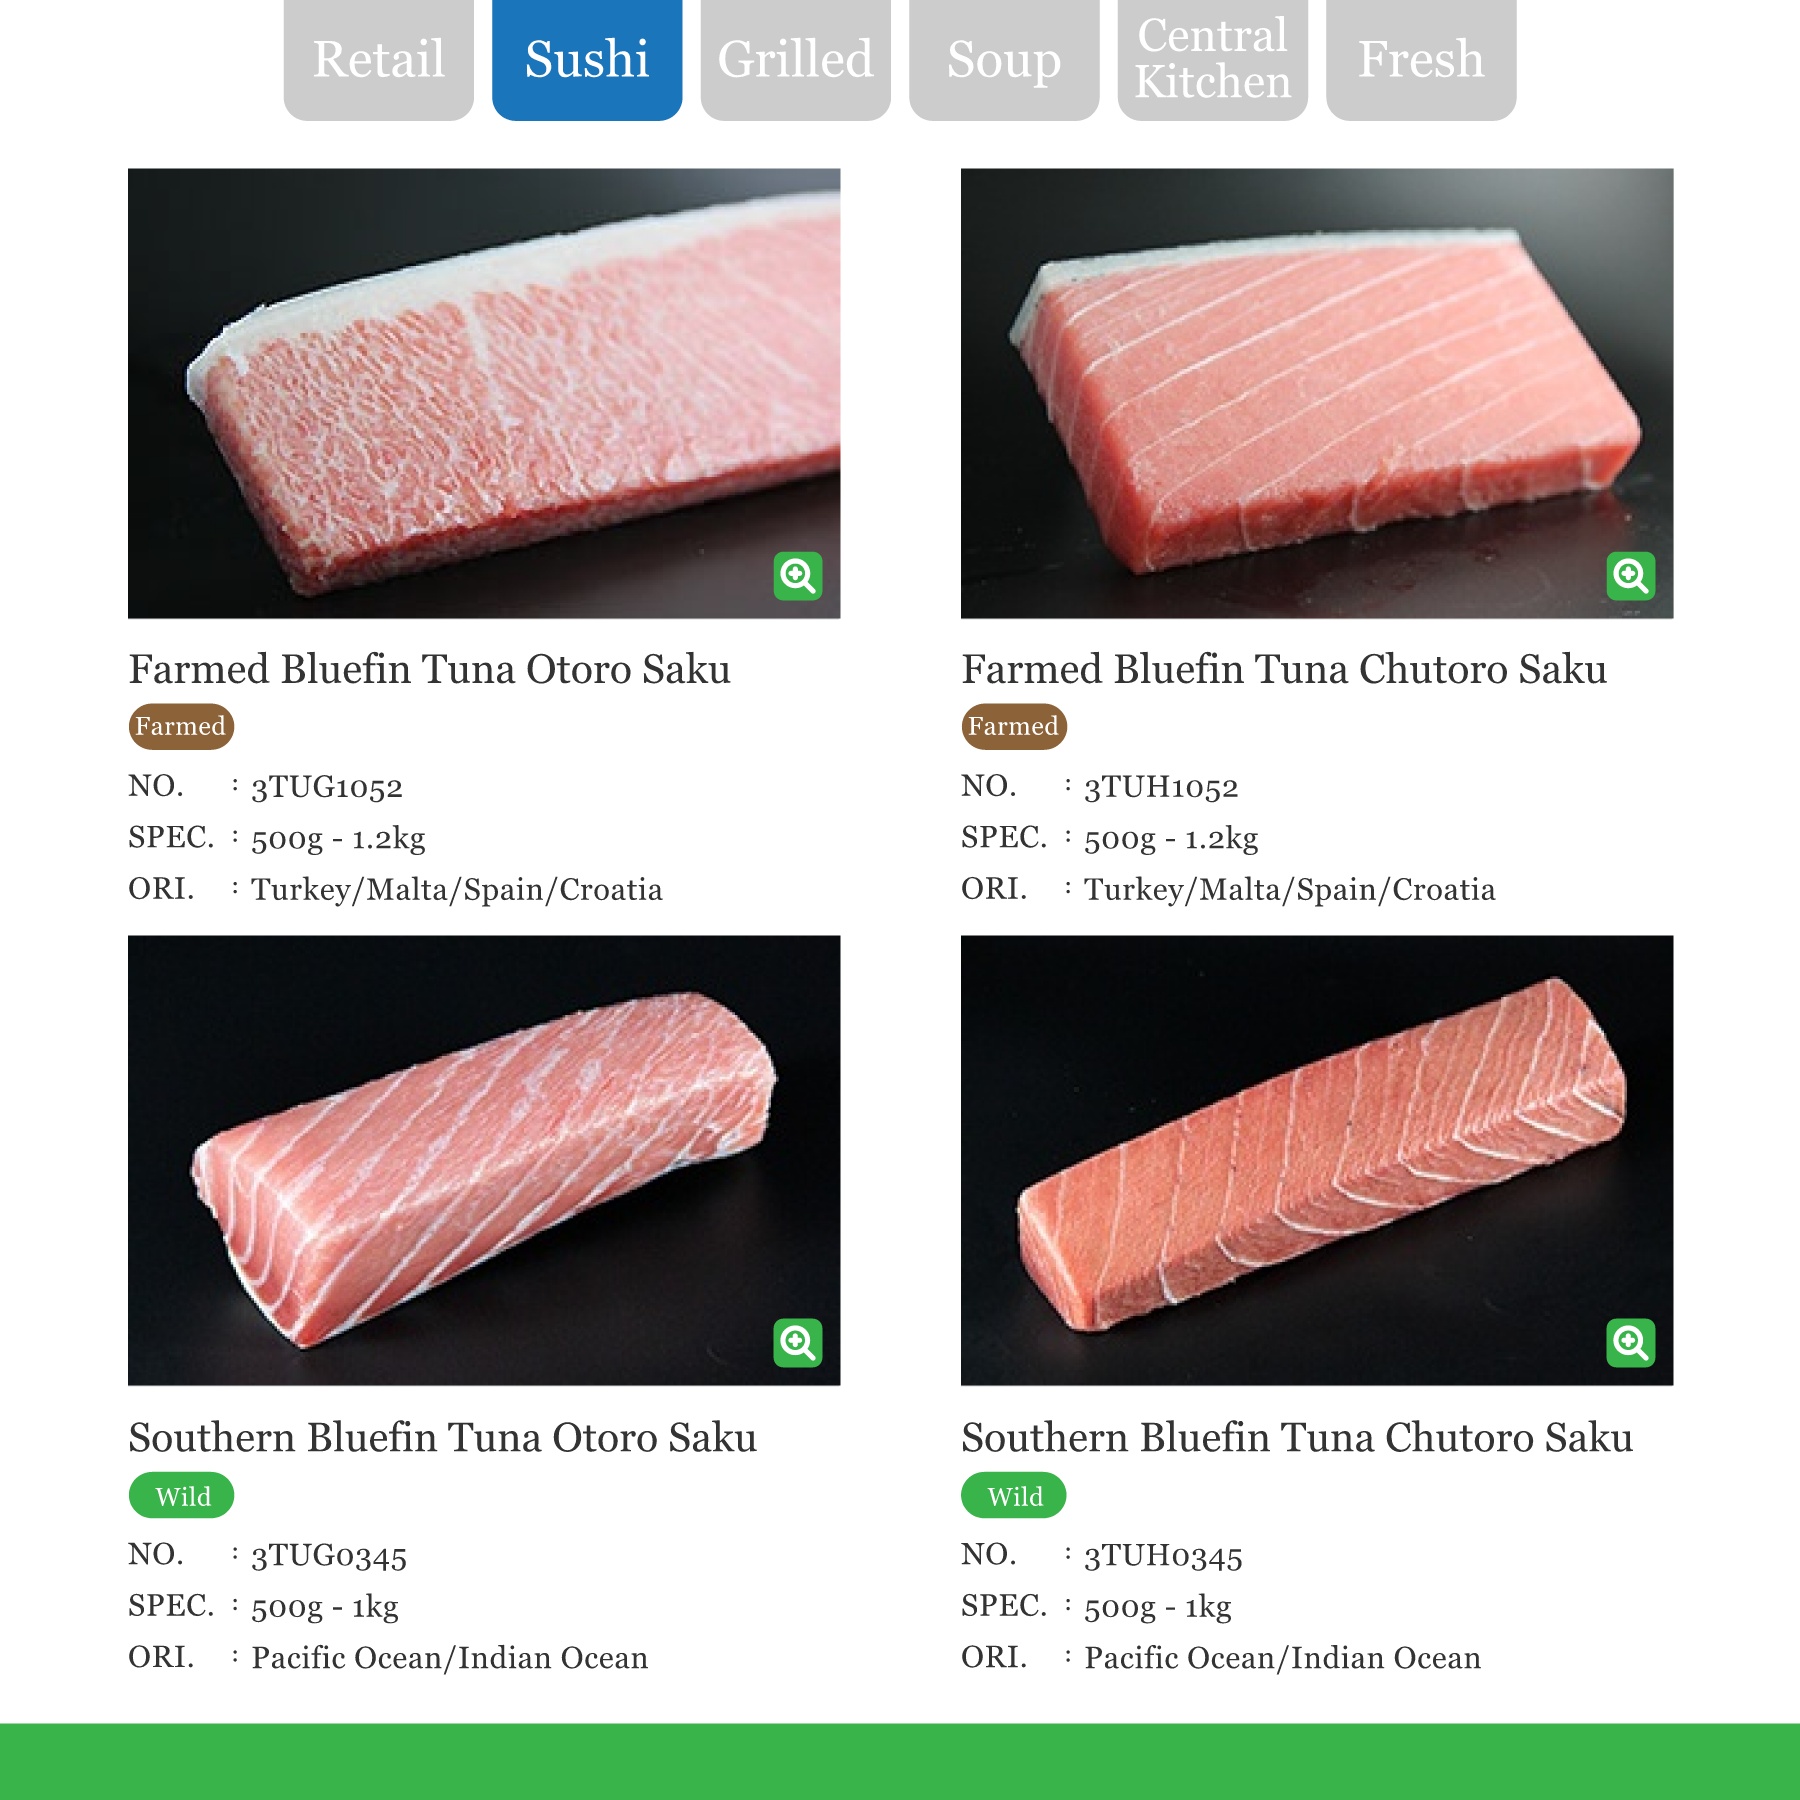 Retail
Sushi
Grilled
Soup
Central
Kitchen
Fresh
Farmed Bluefin Tuna Otoro Saku
Farmed
NO. : 3TUG1052
SPEC. : 500g - 1.2kg
ORI. : Turkey/Malta/Spain/Croatia
Farmed Bluefin Tuna Chutoro Saku
Farmed
NO. : 3TUH1052
SPEC. : 500g - 1.2kg
ORI. : Turkey/Malta/Spain/Croatia
Southern Bluefin Tuna Otoro Saku
Wild
NO. : 3TUG0345
SPEC. : 500g - 1kg
ORI. : Pacific Ocean/Indian Ocean
Southern Bluefin Tuna Chutoro Saku
Wild
NO. : 3TUH0345
SPEC. : 500g - 1kg
ORI. : Pacific Ocean/Indian Ocean